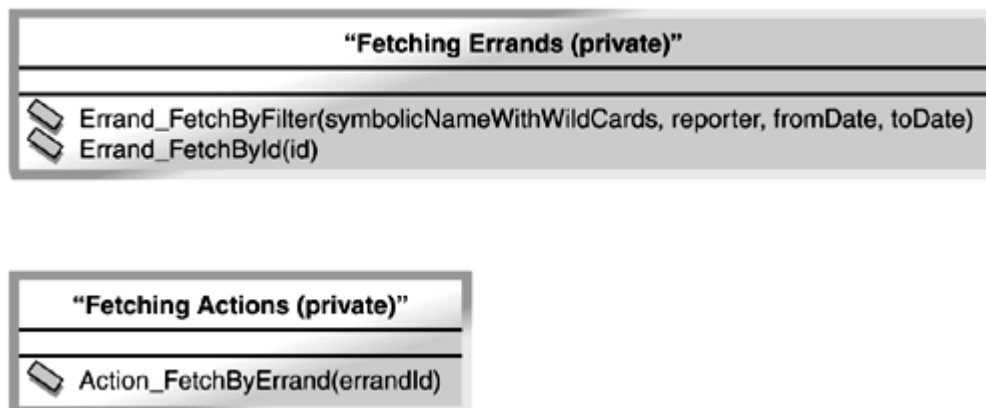 “Fetching Errands (private)”
Errand_FetchByFilter(symbolicNameWithWildCards, reporter, fromDate, toDate)
Errand_FetchById(id)
“Fetching Actions (private)”
Action_FetchByErrand(errandId)